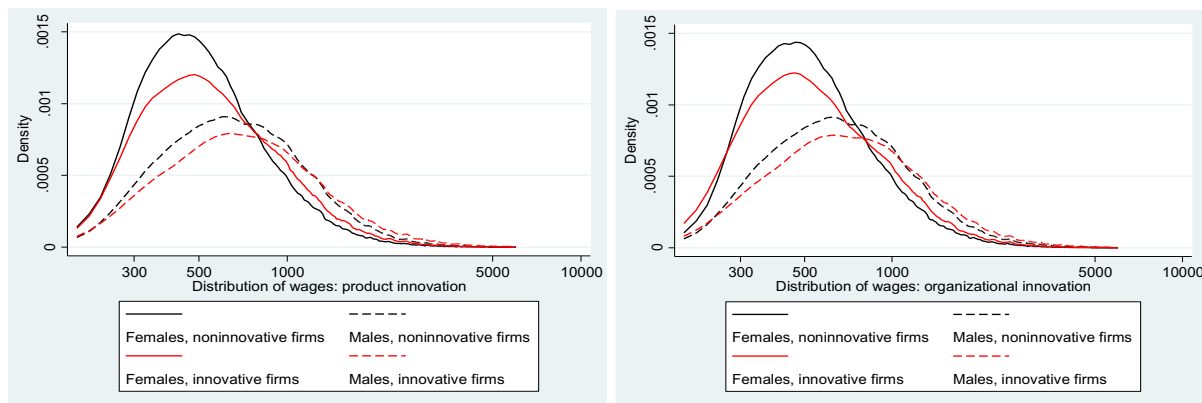 .0015
.001
.0005
0
Density
300 500 1000 5000 10000
Distribution of wages: product innovation
Females, noninnovative firms Males, noninnovative firms
Females, innovative firms Males, innovative firms
.0015
.001
.0005
0
Density
300 500 1000 5000 10000
Distribution of wages: organizational innovation
Females, noninnovative firms Males, noninnovative firms
Females, innovative firms Males, innovative firms